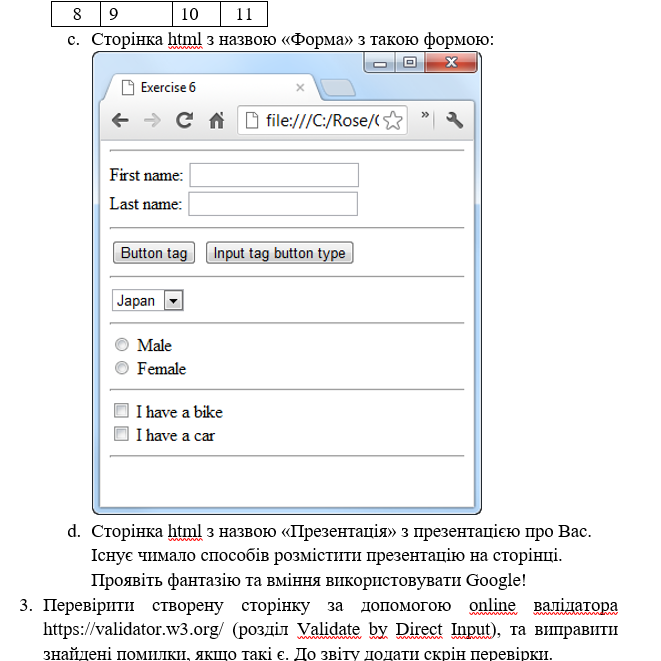 8 9 10 11
c. Сторінка html з назвою «Форма» з такою формою:
Exercise 6
file:///C:/Rose/(
First name:
Last name:
Button tag Input tag button type
Japan
Male
Female
I have a bike
I have a car
d. Сторінка html з назвою «Презентація» з презентацією про Вас.
Існує чимало способів розмістити презентацію на сторінці.
Проявіть фантазію та вміння використовувати Google!
3. Перевірити створену сторінку за допомогою online валідатора
https://validator.w3.org/ (розділ Validate by Direct Input), та виправити
знайдені помилки, якщо такі є. До звіту додати скрін перевірки.